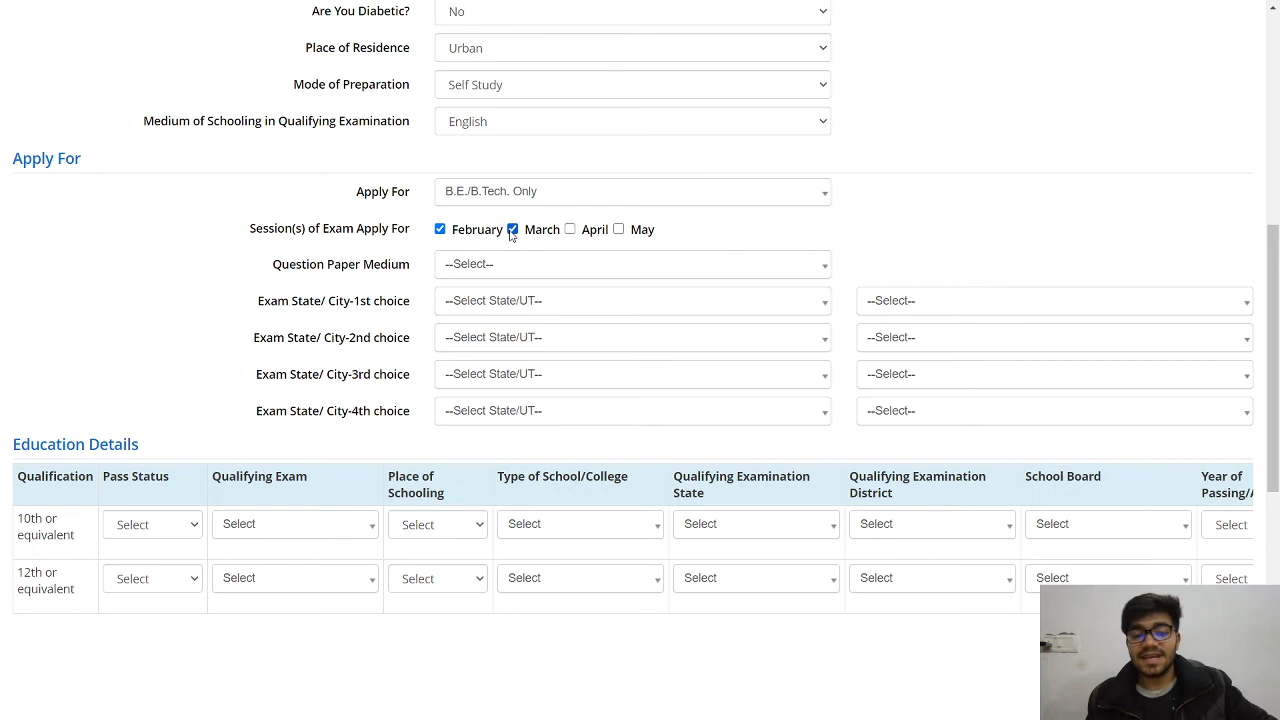 Are You Diabetic? No
Place of Residence Urban
Mode of Preparation Self Study
Medium of Schooling in Qualifying Examination English
Apply For
Apply For B.E./B.Tech. Only
Session(s) of Exam Apply For February March April May
Question Paper Medium --Select--
Exam State/ City-1st choice --Select State/UT-- --Select--
Exam State/ City-2nd choice --Select State/UT-- --Select--
Exam State/ City-3rd choice --Select State/UT-- --Select--
Exam State/ City-4th choice --Select State/UT-- --Select--
Education Details
Qualification Pass Status Qualifying Exam Place of Type of School/College Qualifying Examination Qualifying Examination School Board Year of
Schooling State District Passing/A
10th or Select Select Select Select Select Select Select Select
equivalent
12th or Select Select Select Select Select Select Select Select
equivalent